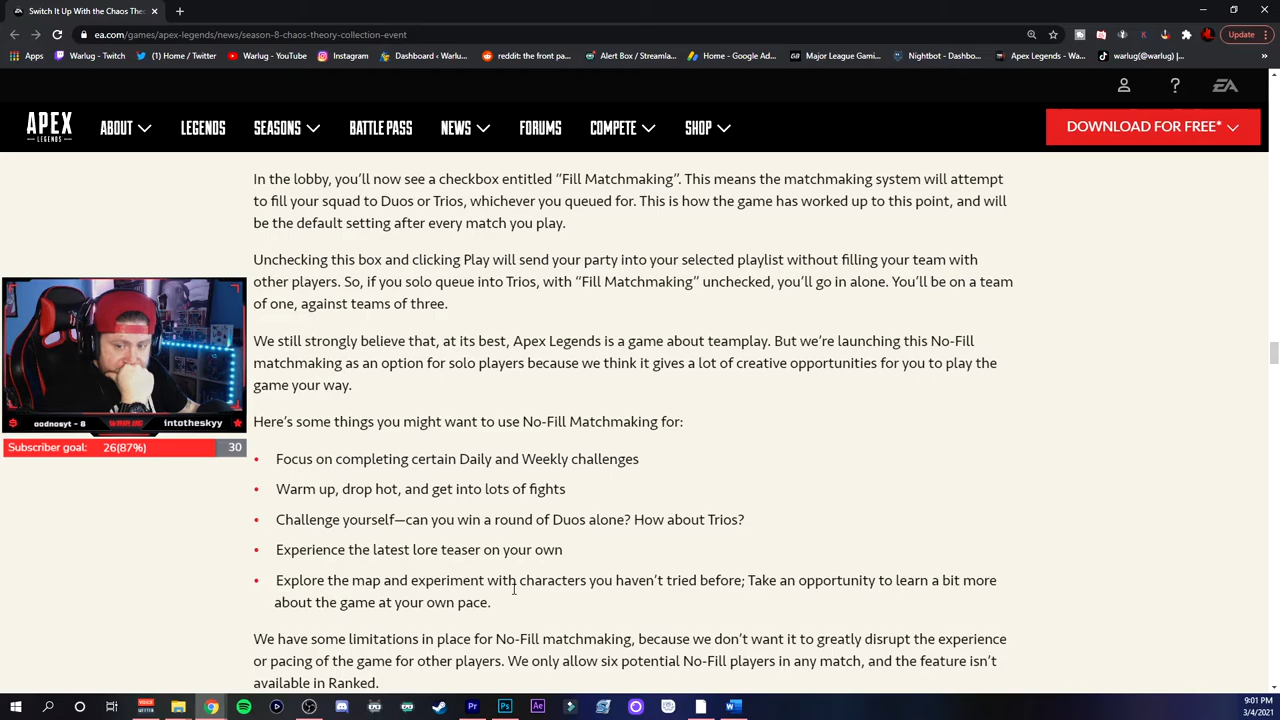 Switch It Up With the Chaos The
ea.com/games/apex-legends/news/season-8-chaos-theory-collection-event
Update
Apps
Warlug - Twitch
(1) Home / Twitter
Warlug - YouTube
Instagram
Dashboard / Warlu
reddit: the front pa
Alert Box / Streamla
Home - Google Ad
Major League Gami
Nightbot - Dashbo
Apex Legends - Wa
warlug@warlug
APEX
LEGENDS
ABOUT
LEGENDS
SEASONS
BATTLE PASS
NEWS
FORUMS
COMPETE
SHOP
DOWNLOAD FOR FREE*
EA
In the lobby, you’ll now see a checkbox entitled “Fill Matchmaking”. This means the matchmaking system will attempt
to fill your squad to Duos or Trios, whichever you queued for. This is how the game has worked up to this point, and will
be the default setting after every match you play.
Unchecking this box and clicking Play will send your party into your selected playlist without filling your team with
other players. So, if you solo queue into Trios, with “Fill Matchmaking” unchecked, you’ll go in alone. You’ll be on a team
of one, against teams of three.
We still strongly believe that, at its best, Apex Legends is a game about teamplay. But we’re launching this No-Fill
matchmaking as an option for solo players because we think it gives a lot of creative opportunities for you to play the
game your way.
Here’s some things you might want to use No-Fill Matchmaking for:
• Focus on completing certain Daily and Weekly challenges
• Warm up, drop hot, and get into lots of fights
• Challenge yourself—can you win a round of Duos alone? How about Trios?
• Experience the latest lore teaser on your own
• Explore the map and experiment with characters you haven’t tried before; Take an opportunity to learn a bit more
about the game at your own pace.
We have some limitations in place for No-Fill matchmaking, because we don’t want it to greatly disrupt the experience
or pacing of the game for other players. We only allow six potential No-Fill players in any match, and the feature isn’t
available in Ranked.
oodnosyt - 8
WARLUG
intotheskyy
Subscriber goal: 26(87%) 30
9:01 PM
3/4/2021